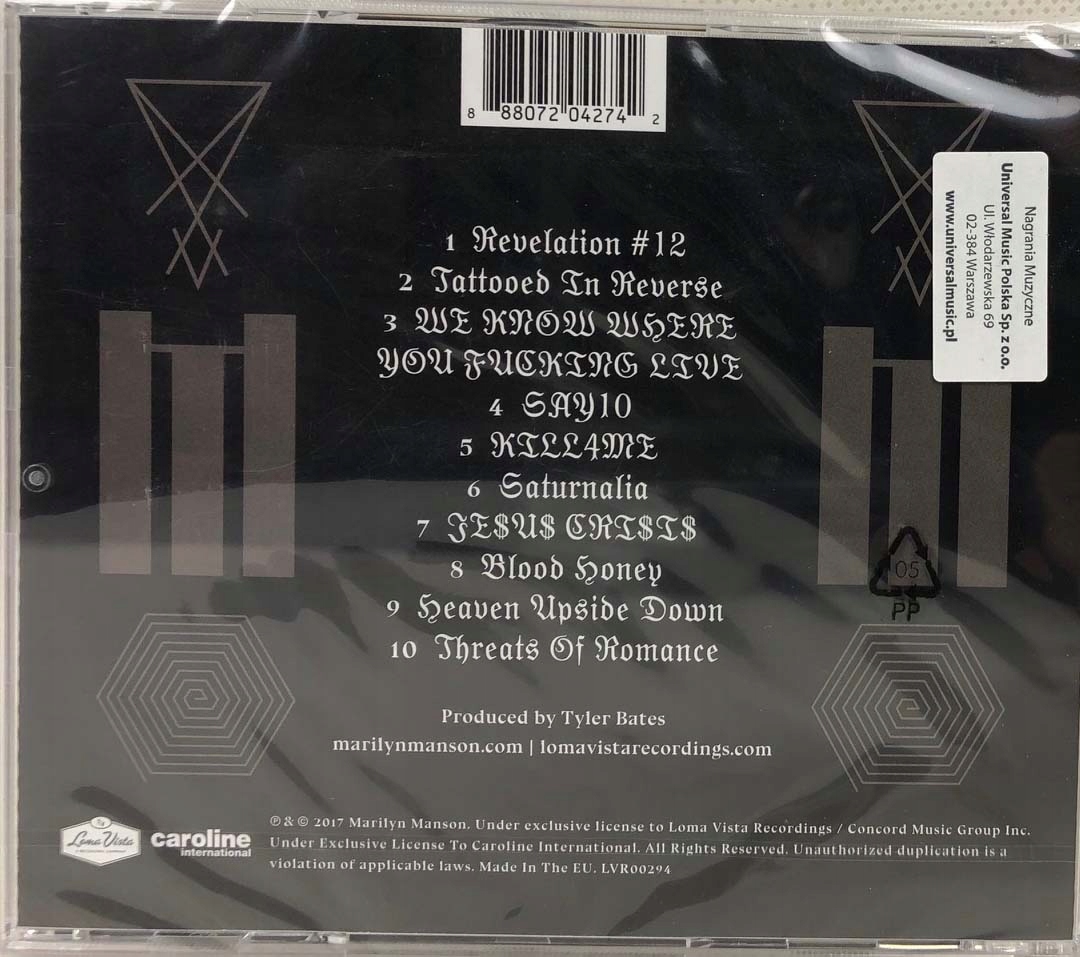 8 88072 04274 2
Nagrania Muzyczne
Universal Music Polska Sp. z o.o.
Ul. Włodarzewska 69
02-384 Warszawa
www.universalmusic.pl
1 Revelation #12
2 Tattooed In Reverse
3 WE KNOW WHERE
YOU FUCKING LIVE
4 SAY10
5 KILL4ME
6 Saturnalia
7 JE$U$ CRI$I$
8 Blood Honey
9 Heaven Upside Down
10 Threats Of Romance
05
PP
Produced by Tyler Bates
marilynmanson.com | lomavistarecordings.com
Loma Vista
caroline
international
℗ & © 2017 Marilyn Manson. Under exclusive license to Loma Vista Recordings / Concord Music Group Inc.
Under Exclusive License To Caroline International. All Rights Reserved. Unauthorized duplication is a
violation of applicable laws. Made In The EU. LVR00294